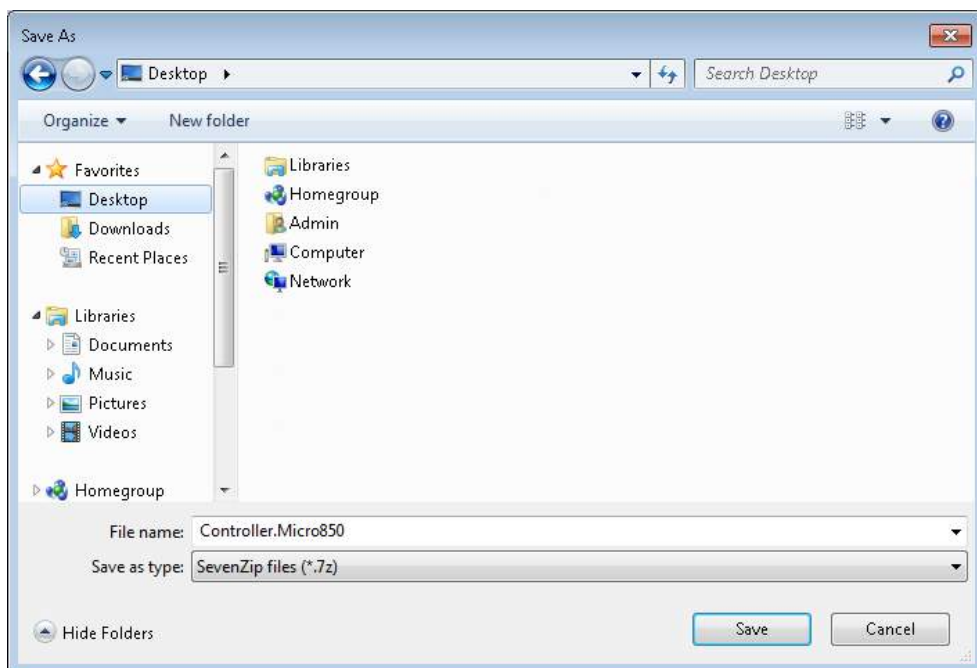 Save As
Desktop
Search Desktop
Organize
New folder
Favorites
Desktop
Downloads
Recent Places
Libraries
Documents
Music
Pictures
Videos
Homegroup
Libraries
Homegroup
Admin
Computer
Network
File name: Controller.Micro850
Save as type: SevenZip files (*.7z)
Hide Folders
Save
Cancel